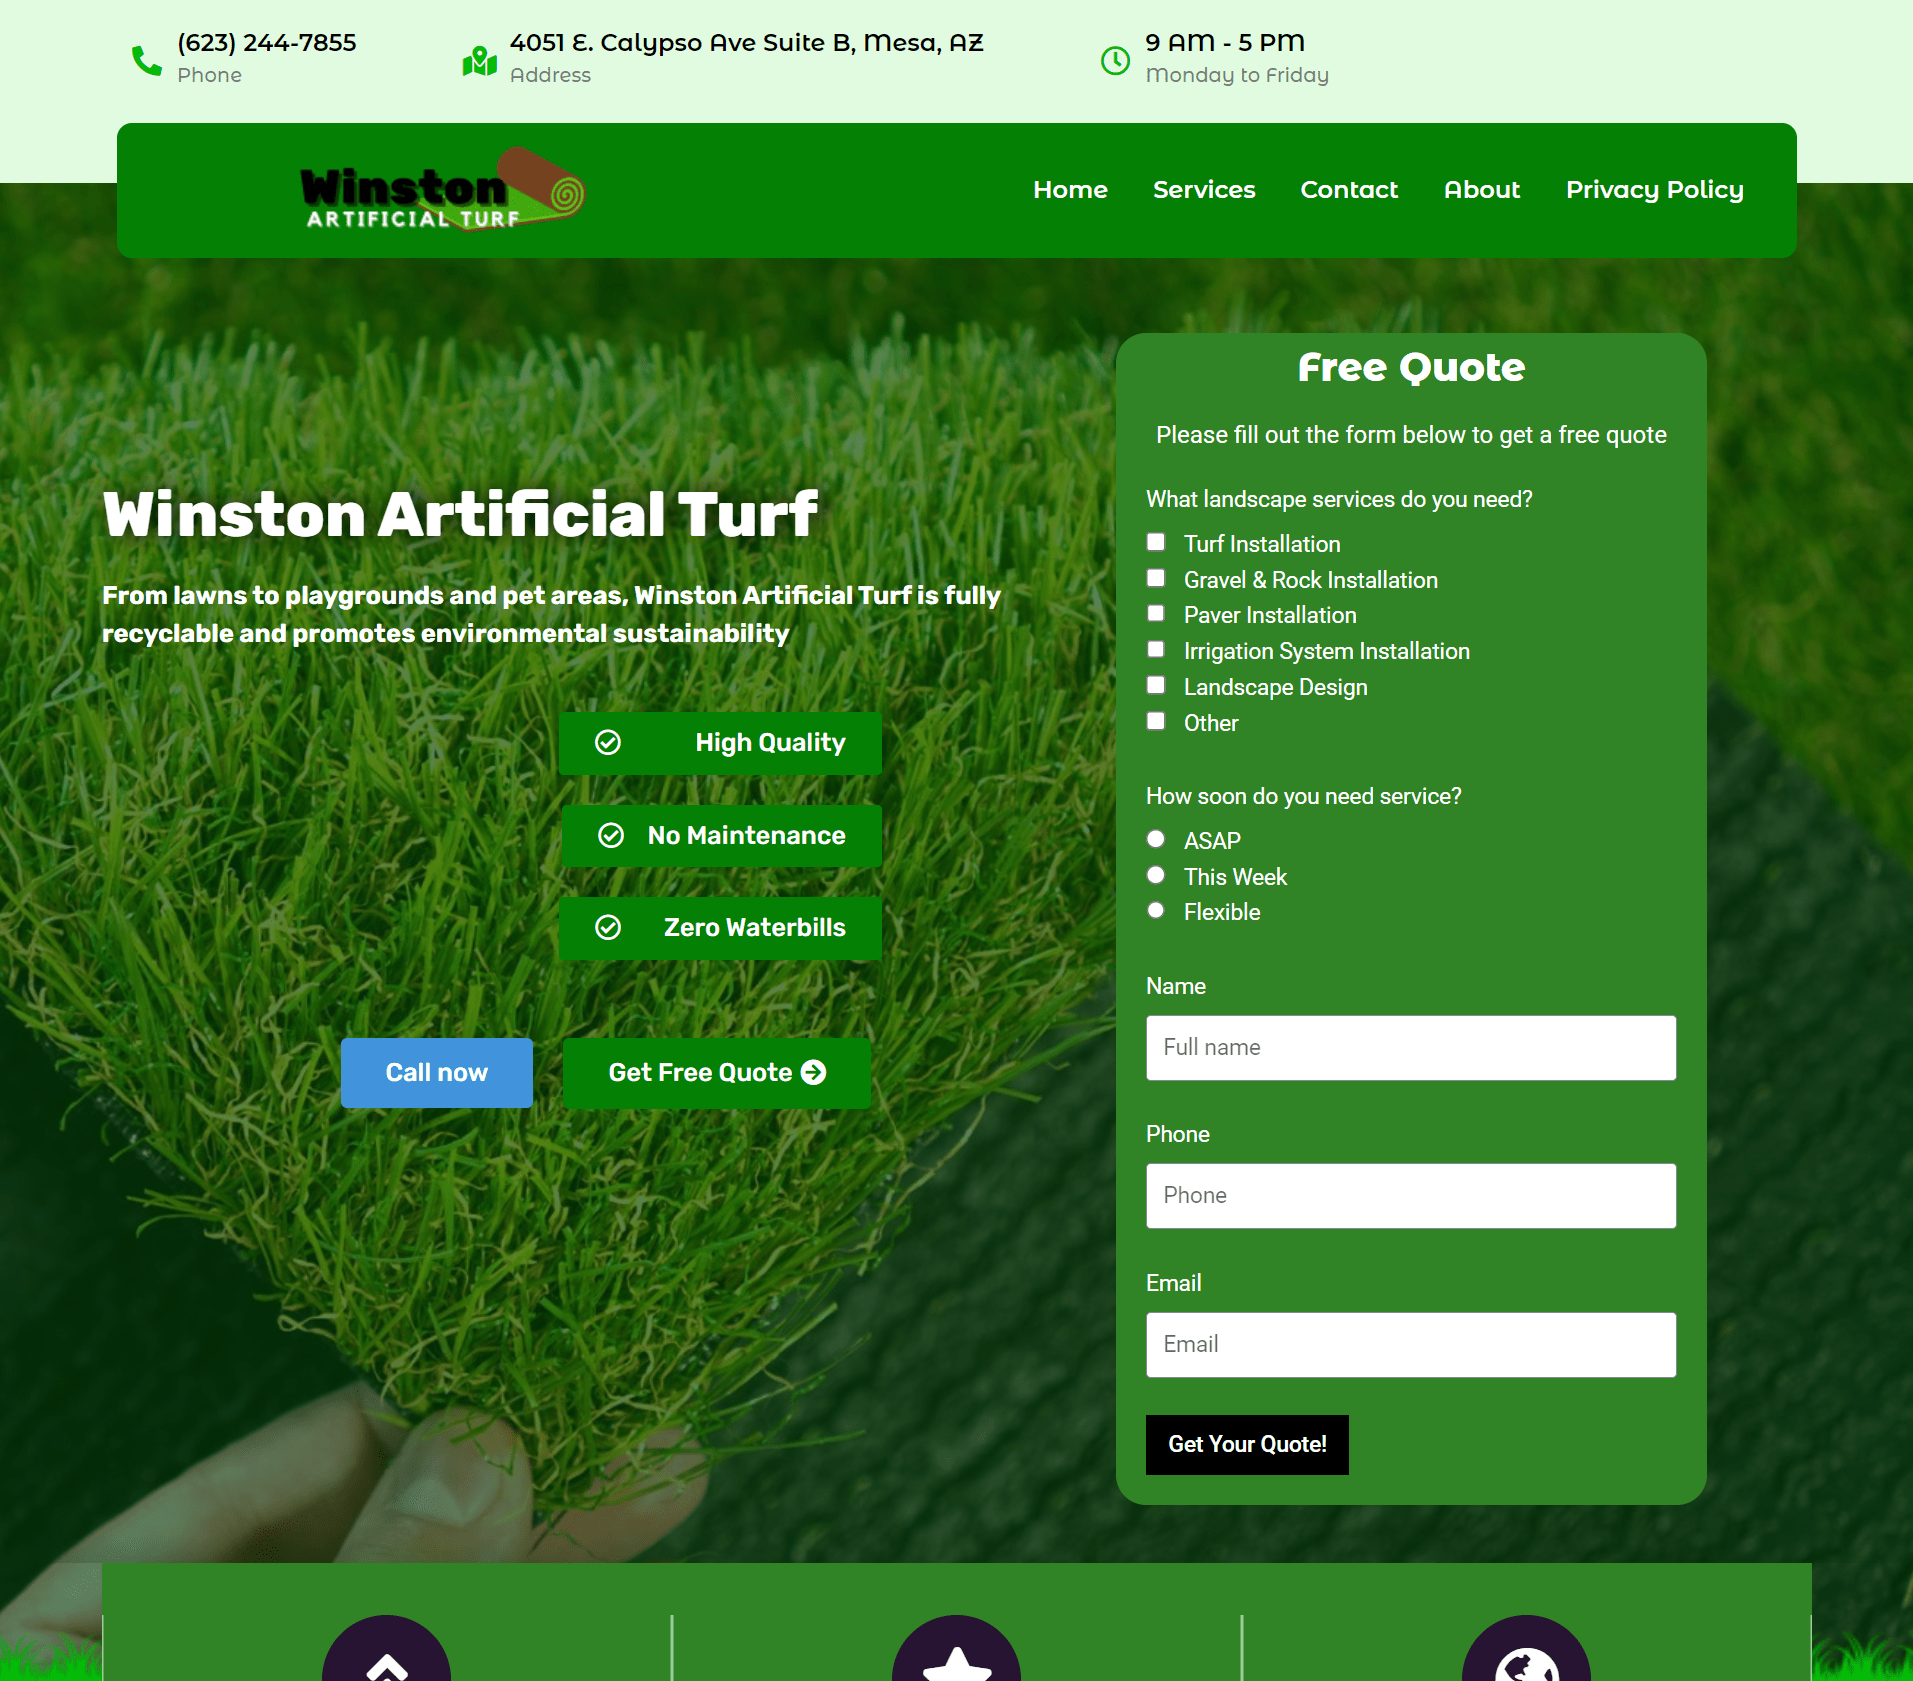 (623) 244-7855
Phone
4051 E. Calypso Ave Suite B, Mesa, AZ
Address
9 AM - 5 PM
Monday to Friday
Winston
ARTIFICIAL TURF
Home
Services
Contact
About
Privacy Policy
Winston Artificial Turf
From lawns to playgrounds and pet areas, Winston Artificial Turf is fully
recyclable and promotes environmental sustainability
High Quality
No Maintenance
Zero Waterbills
Call now
Get Free Quote
Free Quote
Please fill out the form below to get a free quote
What landscape services do you need?
Turf Installation
Gravel & Rock Installation
Paver Installation
Irrigation System Installation
Landscape Design
Other
How soon do you need service?
ASAP
This Week
Flexible
Name
Full name
Phone
Phone
Email
Email
Get Your Quote!